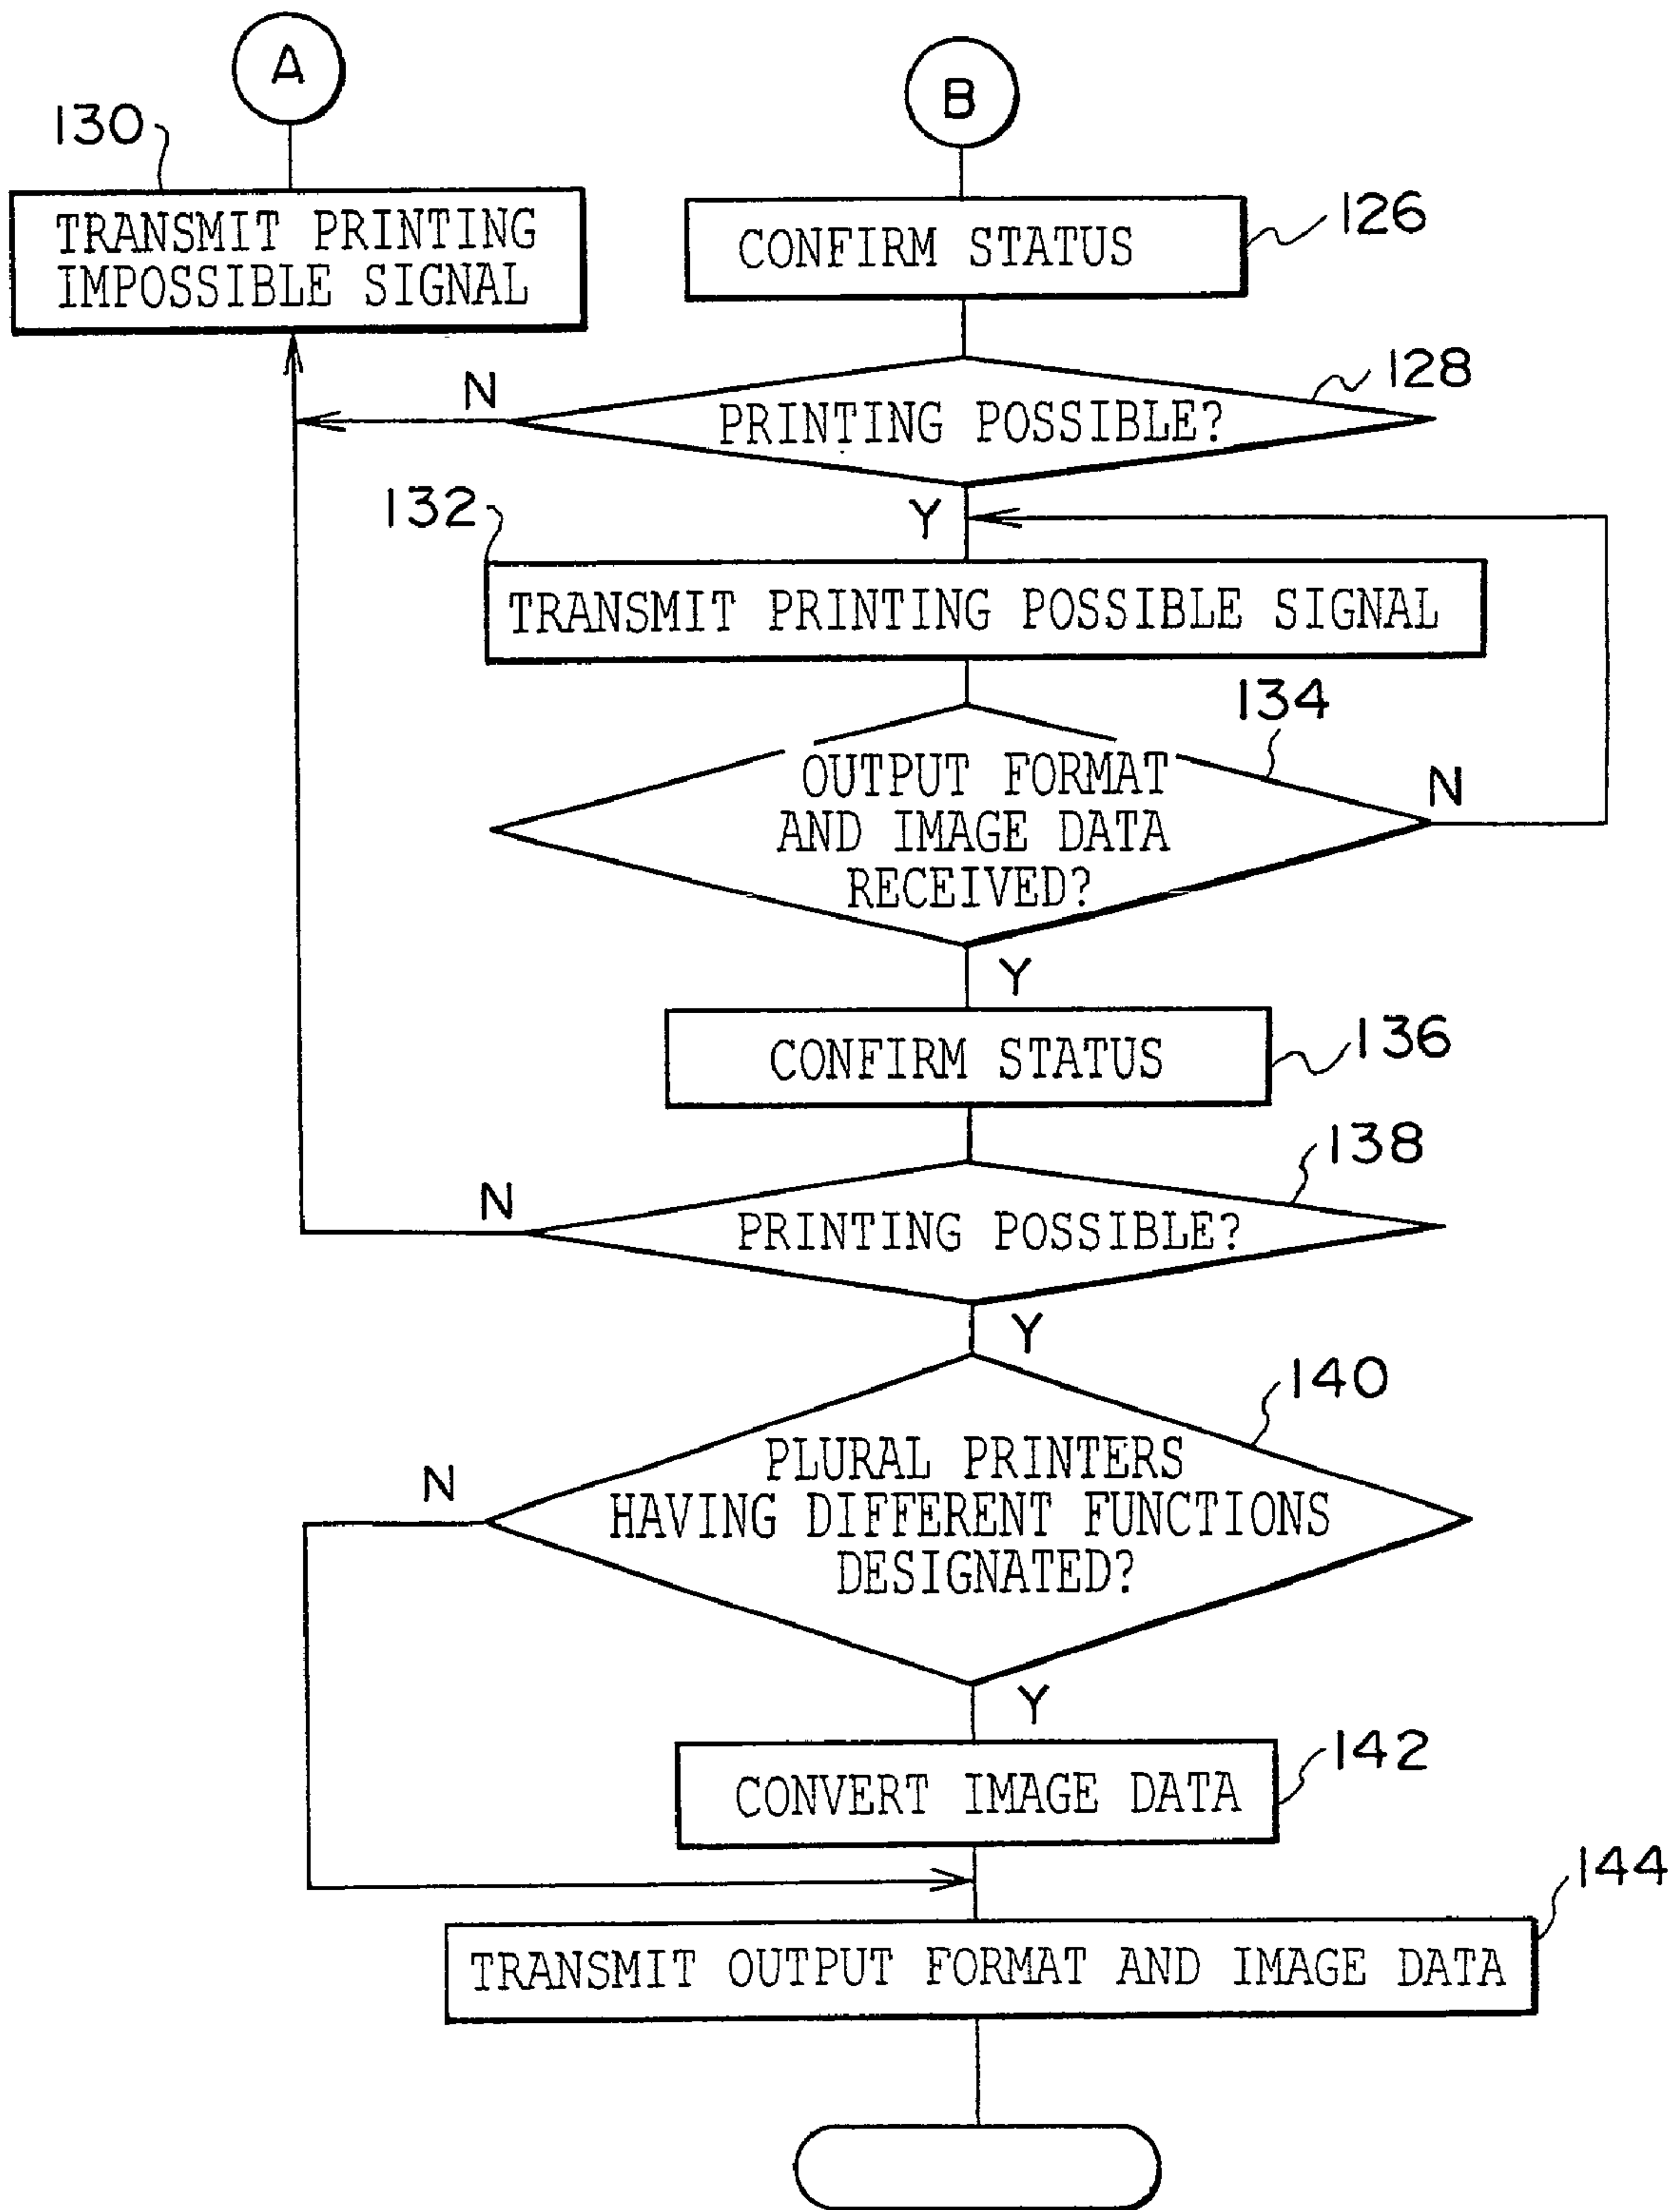 A
B
130
TRANSMIT PRINTING
IMPOSSIBLE SIGNAL
CONFIRM STATUS
126
N
PRINTING POSSIBLE?
128
Y
132
TRANSMIT PRINTING POSSIBLE SIGNAL
134
OUTPUT FORMAT
AND IMAGE DATA
RECEIVED?
N
Y
CONFIRM STATUS
136
138
N
PRINTING POSSIBLE?
Y
140
N
PLURAL PRINTERS
HAVING DIFFERENT FUNCTIONS
DESIGNATED?
Y
CONVERT IMAGE DATA
142
144
TRANSMIT OUTPUT FORMAT AND IMAGE DATA